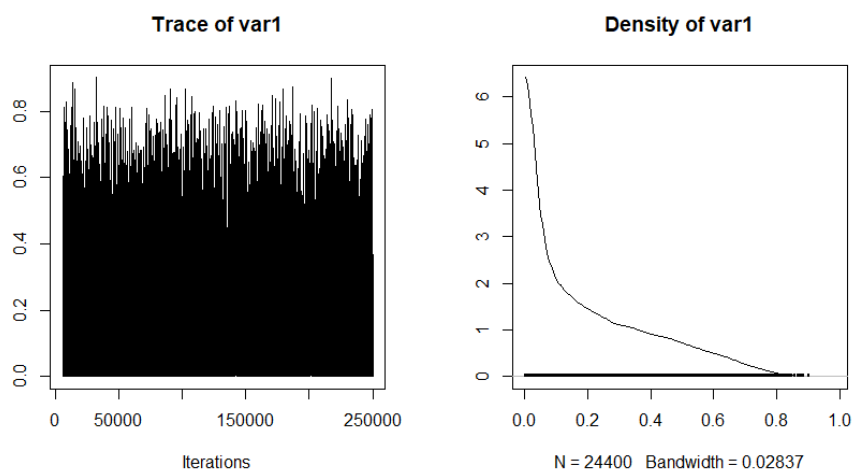 Trace of var1
0.8
0.6
0.4
0.2
0.0
0 50000 150000 250000
Iterations
Density of var1
6
5
4
3
2
1
0
0.0 0.2 0.4 0.6 0.8 1.0
N = 24400 Bandwidth = 0.02837